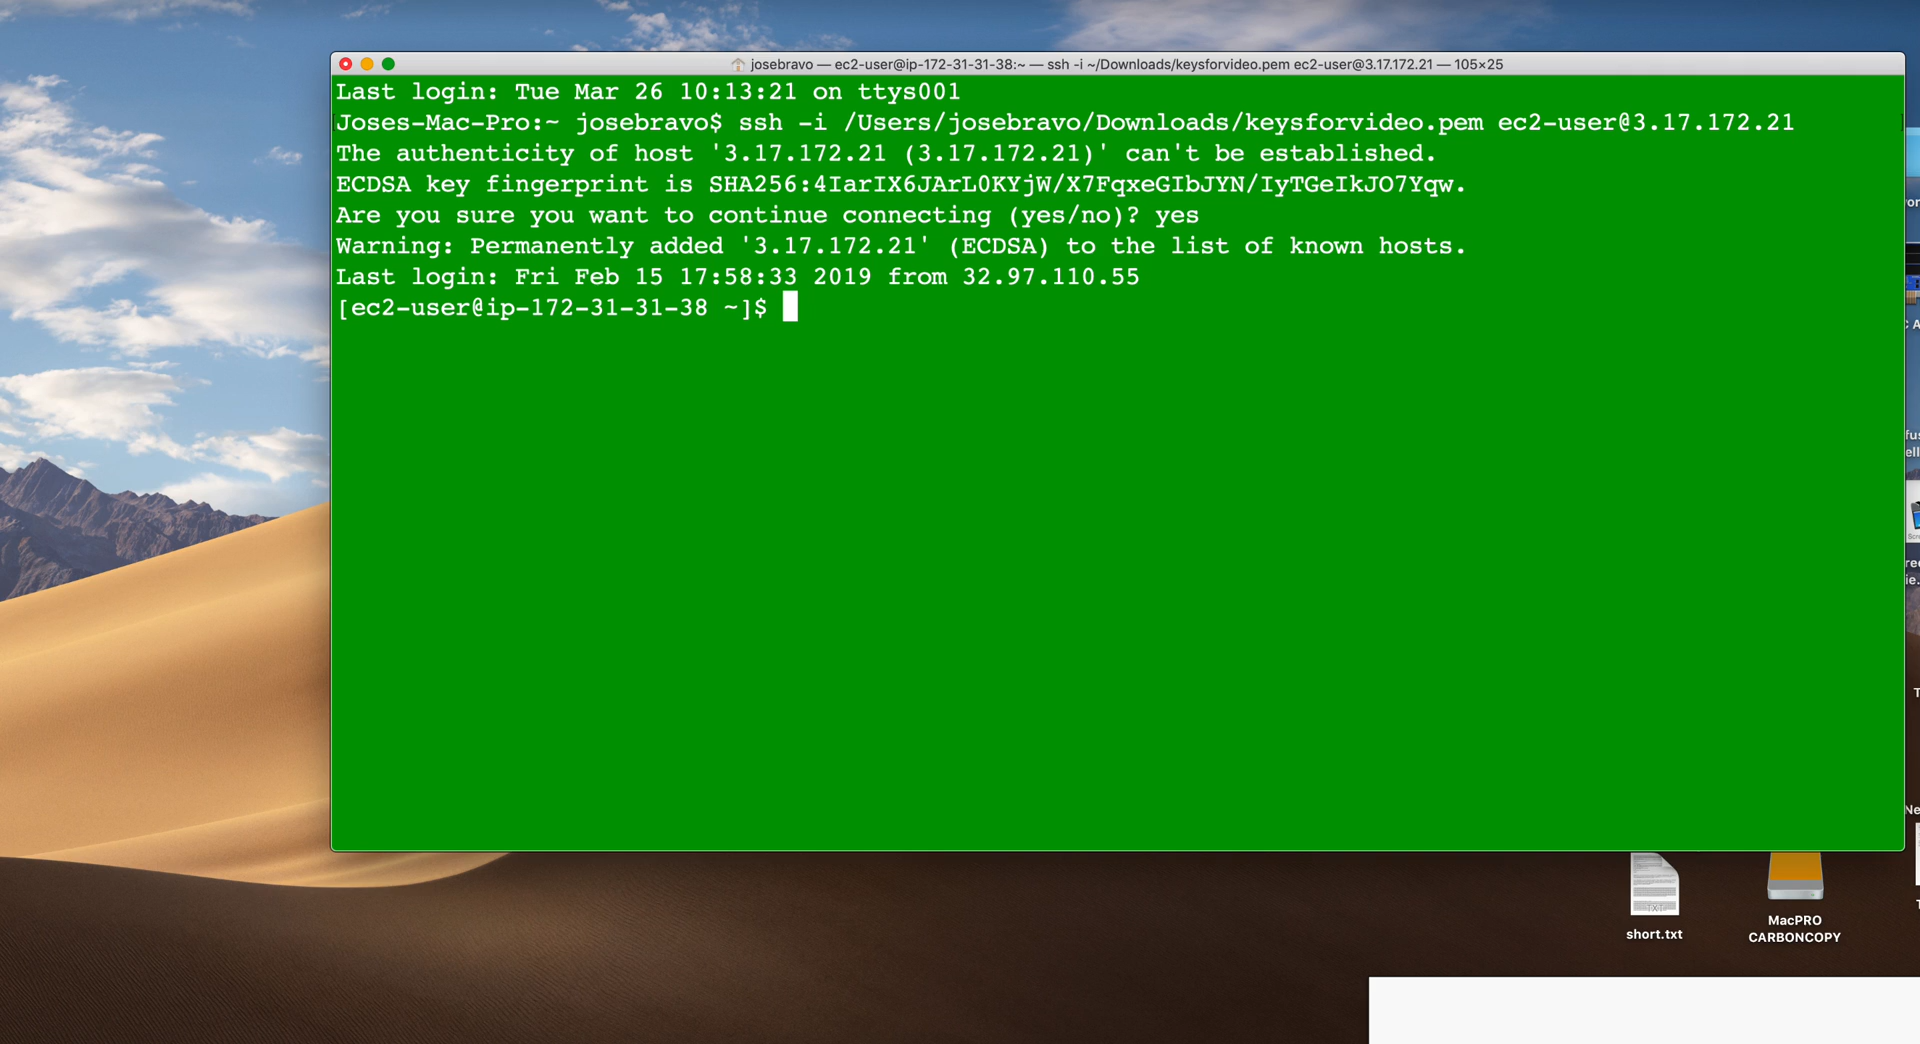 josebravo — ec2-user@ip-172-31-31-38:~ — ssh -i ~/Downloads/keysforvideo.pem ec2-user@3.17.172.21 — 105×25
Last login: Tue Mar 26 10:13:21 on ttys001
Joses-Mac-Pro:~ josebravo$ ssh -i /Users/josebravo/Downloads/keysforvideo.pem ec2-user@3.17.172.21
The authenticity of host '3.17.172.21 (3.17.172.21)' can't be established.
ECDSA key fingerprint is SHA256:4IarIX6JArL0KYjW/X7FqxeGIbJYN/IyTGeIkJO7Yqw.
Are you sure you want to continue connecting (yes/no)? yes
Warning: Permanently added '3.17.172.21' (ECDSA) to the list of known hosts.
Last login: Fri Feb 15 17:58:33 2019 from 32.97.110.55
[ec2-user@ip-172-31-31-38 ~]$
TXT
short.txt
MacPRO
CARBONCOPY